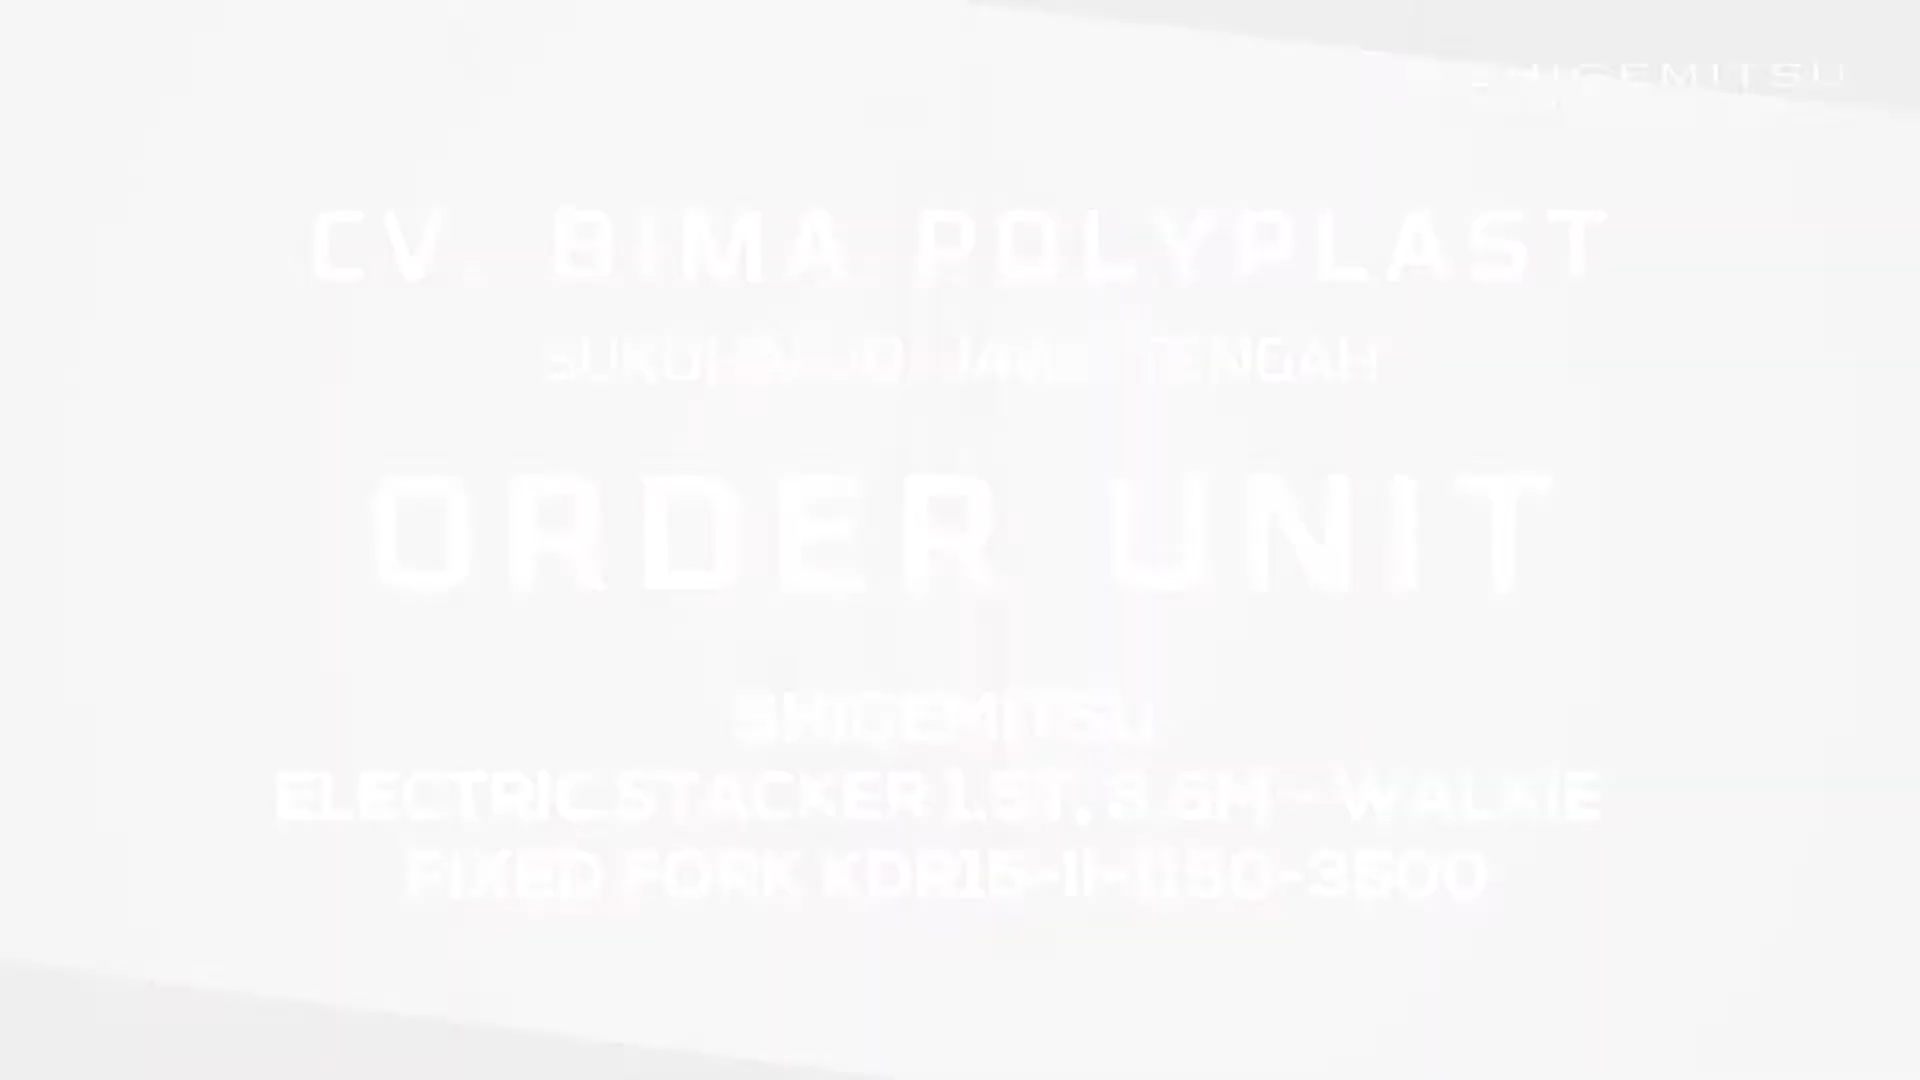 SHIGEMITSU
CV. BIMA POLYPLAST
SUKOHARJO, JAWA TENGAH
ORDER UNIT
SHIGEMITSU
ELECTRIC STACKER 1.5T, 3.5M - WALKIE
FIXED FORK KDR15-II-1150-3500